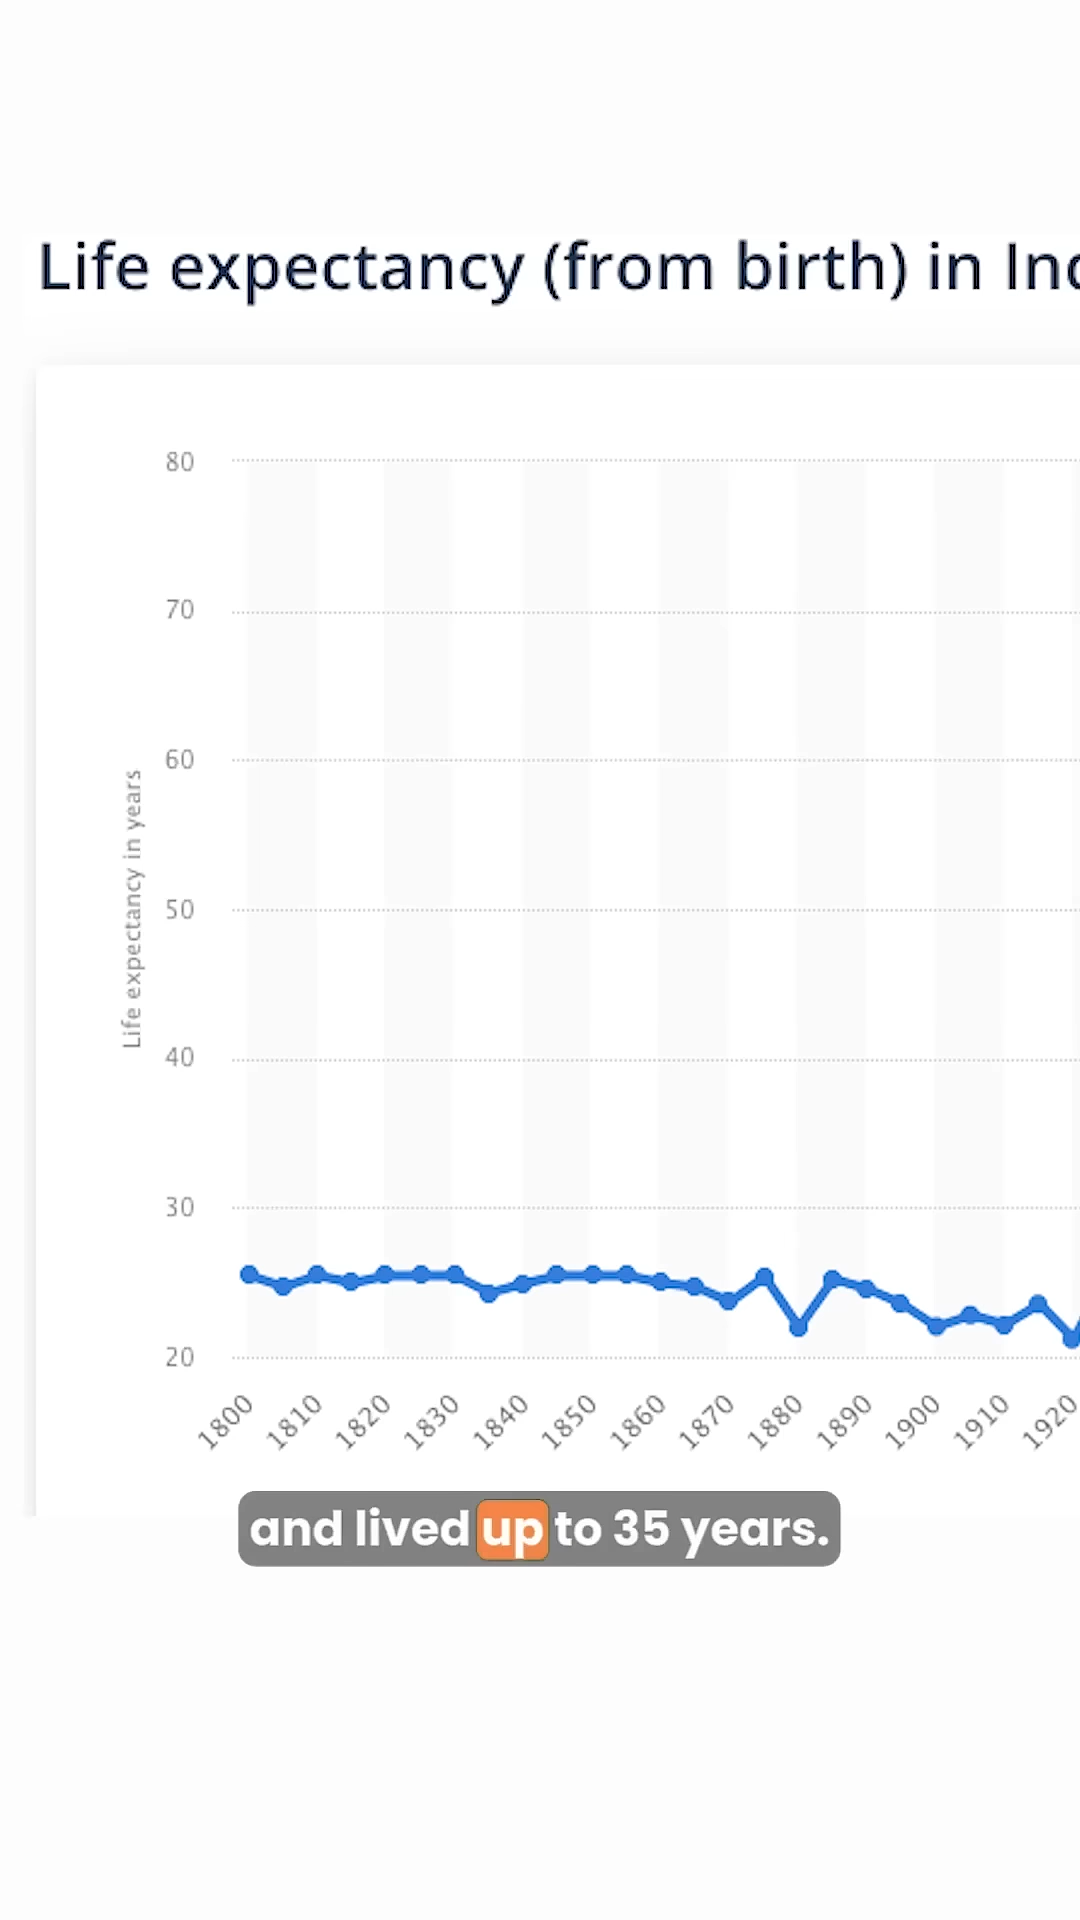 Life expectancy (from birth) in Ind
80
70
60
50
40
30
20
Life expectancy in years
1800 1810 1820 1830 1840 1850 1860 1870 1880 1890 1900 1910 1920
and lived up to 35 years.